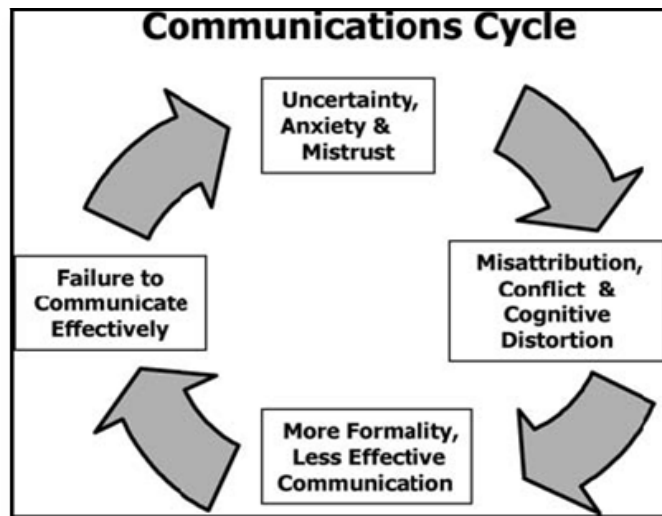 Communications Cycle
Uncertainty,
Anxiety &
Mistrust
Misattribution,
Conflict &
Cognitive
Distortion
More Formality,
Less Effective
Communication
Failure to
Communicate
Effectively